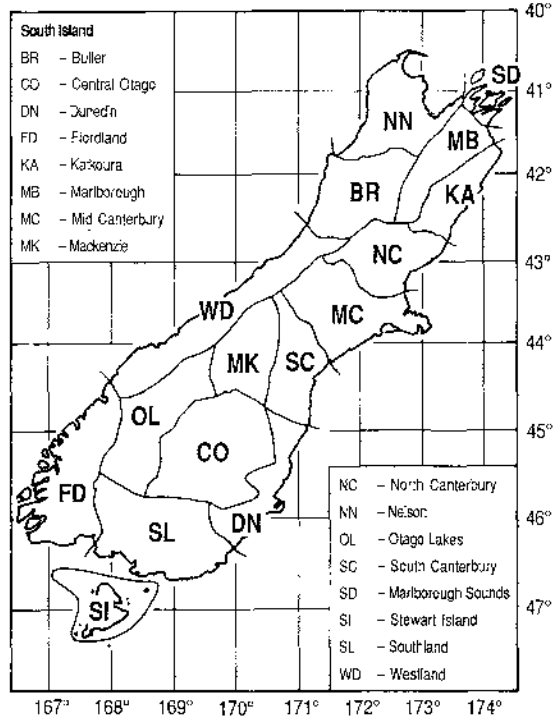 South Island
BR – Buller
CO – Central Otago
DN – Dunedin
FD – Fiordland
KA – Kaikoura
MB – Marlborough
MC – Mid Canterbury
MK – Mackenzie
40°
41°
42°
43°
44°
45°
46°
47°
SD
NN
MB
BR
KA
NC
WD
MC
MK
SC
OL
CO
FD
SL
DN
SI
NC – North Canterbury
NN – Nelson
OL – Otago Lakes
SC – South Canterbury
SD – Marlborough Sounds
SI – Stewart Island
SL – Southland
WD – Westland
167° 168° 169° 170° 171° 172° 173° 174°